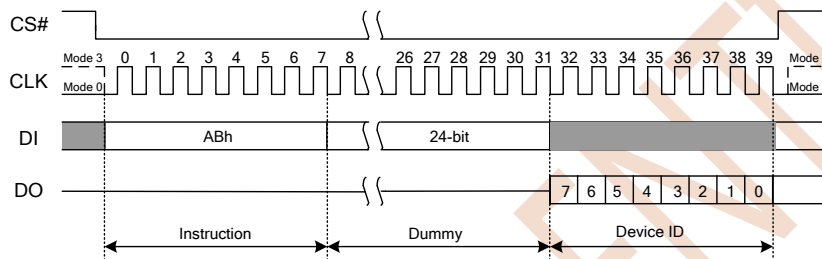 CS#
Mode 3 0 1 2 3 4 5 6 7 8 26 27 28 29 30 31 32 33 34 35 36 37 38 39 Mode
CLK
Mode 0 Mode
DI ABh 24-bit
DO 7 6 5 4 3 2 1 0
Instruction Dummy Device ID